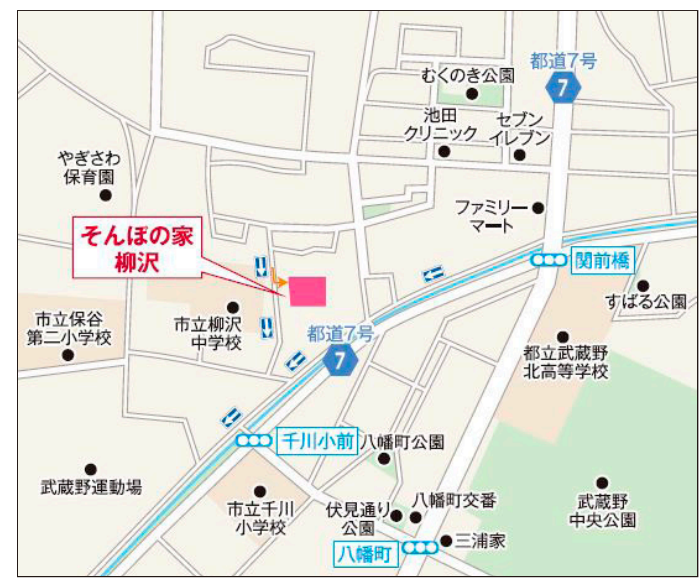 都道7号
7
むくのき公園
池田
クリニック
セブン
イレブン
やぎさわ
保育園
ファミリー
マート
そんぽの家
柳沢
関前橋
すばる公園
市立保谷
第二小学校
市立柳沢
中学校
都道7号
7
都立武蔵野
北高等学校
千川小前
八幡町公園
武蔵野運動場
市立千川
小学校
伏見通り
公園
八幡町交番
武蔵野
中央公園
八幡町
三浦家